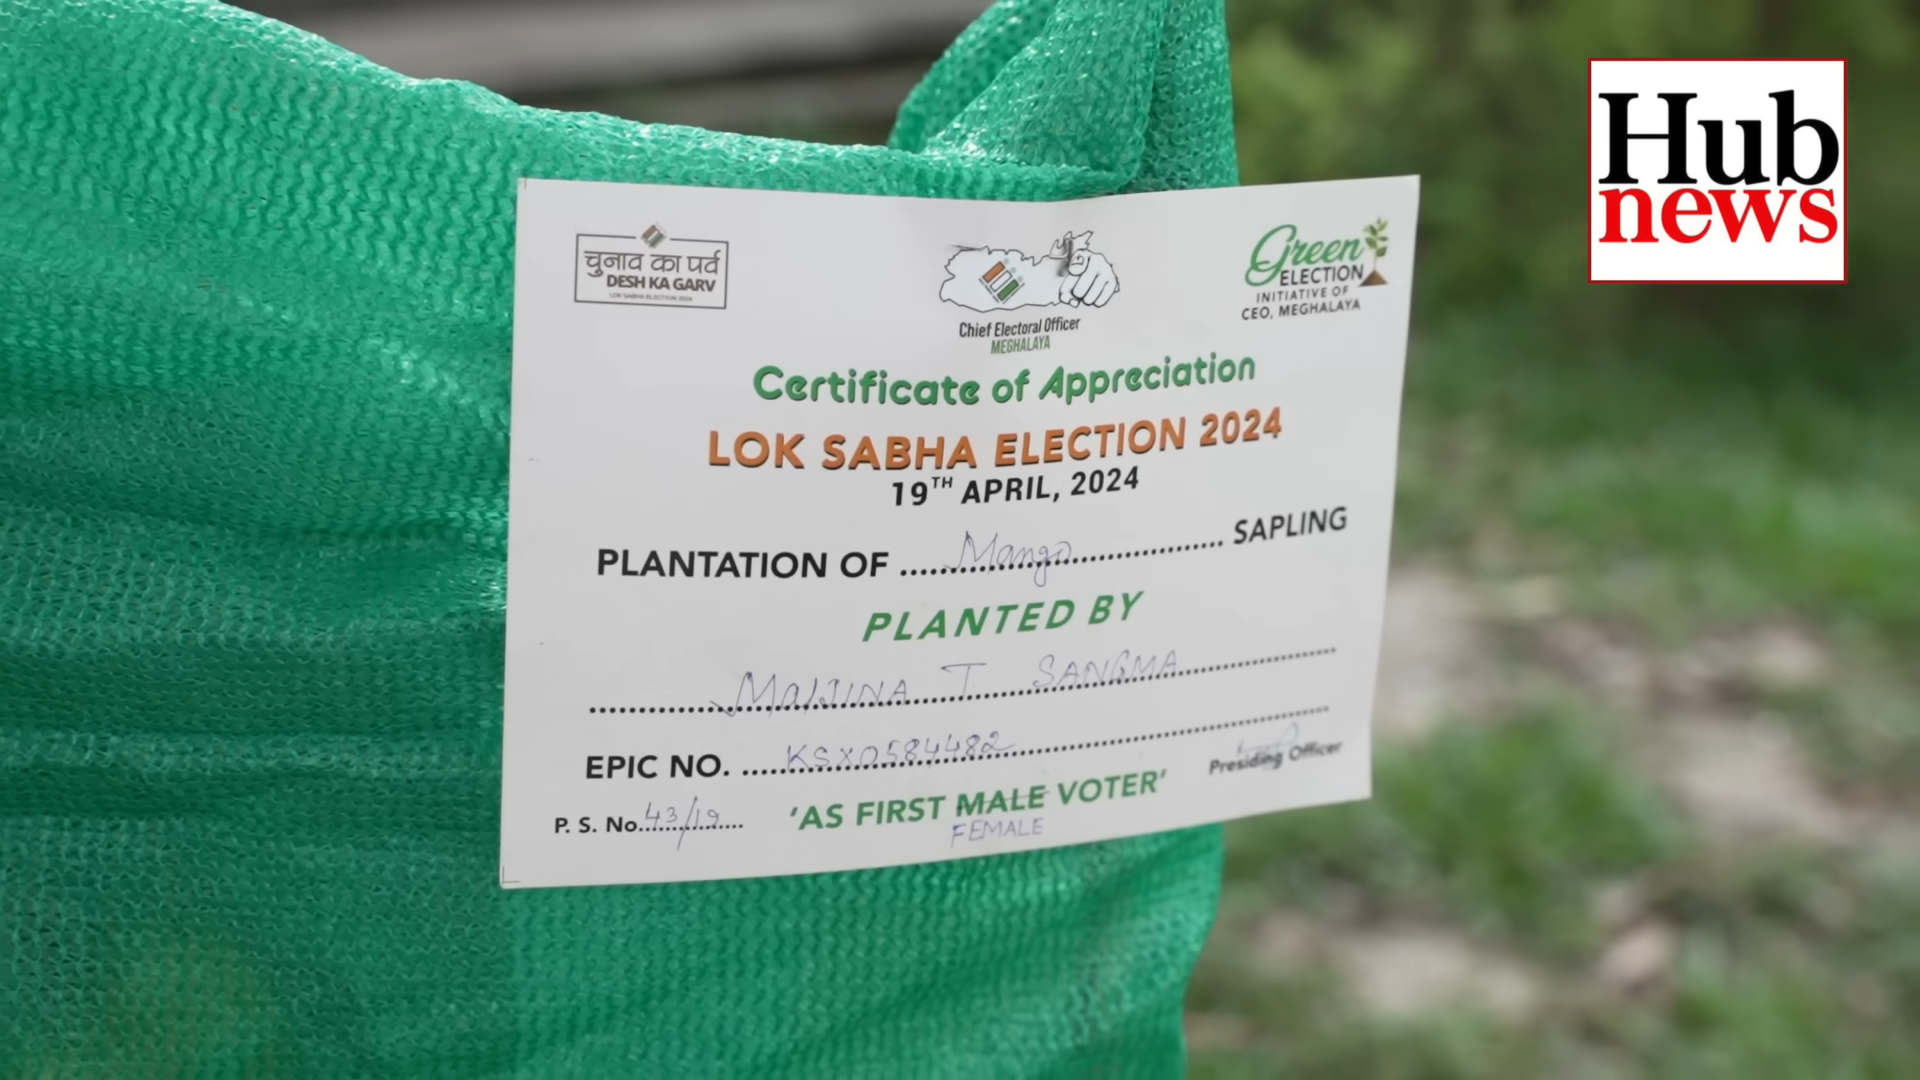 Hub
news
चुनाव का पर्व
DESH KA GARV
LOK SABHA ELECTION 2024
Chief Electoral Officer
MEGHALAYA
Green
ELECTION
INITIATIVE OF
CEO, MEGHALAYA
Certificate of Appreciation
LOK SABHA ELECTION 2024
19TH APRIL, 2024
PLANTATION OF ...... Mango ...... SAPLING
PLANTED BY
T. SANGMA
EPIC NO. ...... KSX0584482
Presiding Officer
P. S. No. 43/19
'AS FIRST MALE VOTER'
FEMALE